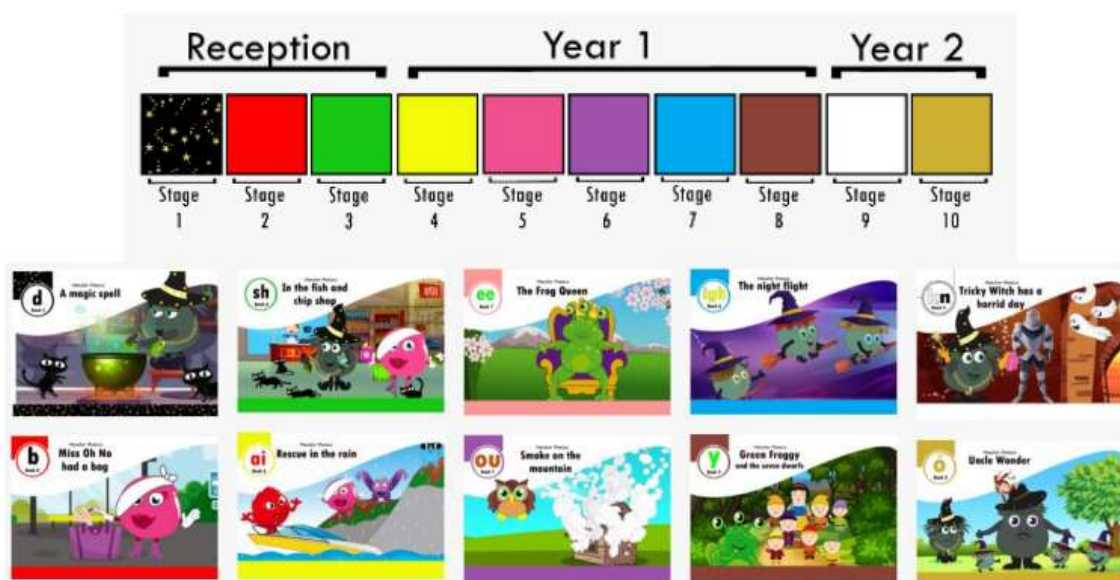 Reception Year 1 Year 2
Stage Stage Stage Stage Stage Stage Stage Stage Stage Stage
1 2 3 4 5 6 7 8 9 10
d
A magic spell
sh
In the fish and
chip shop
ee
The Frog Queen
igh
The night flight
Tricky Witch has a
horrid day
b
Miss Oh No
had a bag
ai
Rescue in the rain
ou
Smoke on the
mountain
y
Green Froggy
and the seven dwarfs
o
Uncle Wonder